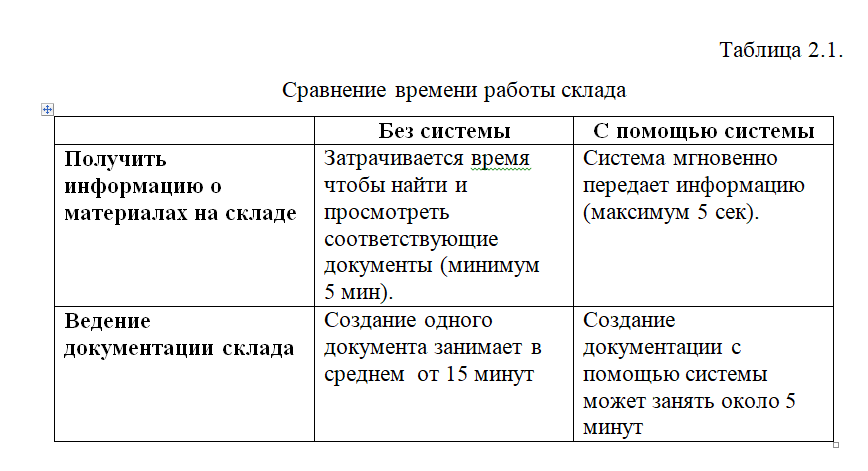 Таблица 2.1.
Сравнение времени работы склада
Без системы
С помощью системы
Получить
информацию о
материалах на складе
Затрачивается время
чтобы найти и
просмотреть
соответствующие
документы (минимум
5 мин).
Система мгновенно
передает информацию
(максимум 5 сек).
Ведение
документации склада
Создание одного
документа занимает в
среднем  от 15 минут
Создание
документации с
помощью системы
может занять около 5
минут